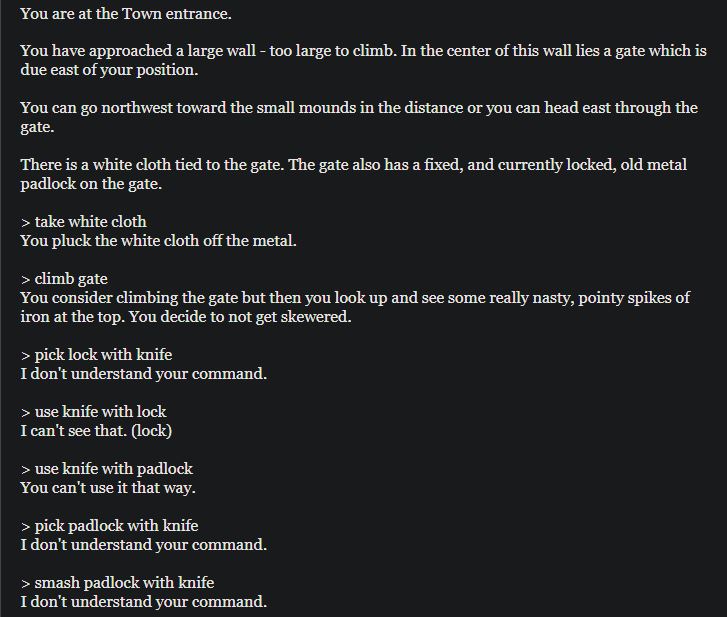 You are at the Town entrance.
You have approached a large wall - too large to climb. In the center of this wall lies a gate which is
due east of your position.
You can go northwest toward the small mounds in the distance or you can head east through the
gate.
There is a white cloth tied to the gate. The gate also has a fixed, and currently locked, old metal
padlock on the gate.
> take white cloth
You pluck the white cloth off the metal.
> climb gate
You consider climbing the gate but then you look up and see some really nasty, pointy spikes of
iron at the top. You decide to not get skewered.
> pick lock with knife
I don't understand your command.
> use knife with lock
I can't see that. (lock)
> use knife with padlock
You can't use it that way.
> pick padlock with knife
I don't understand your command.
> smash padlock with knife
I don't understand your command.